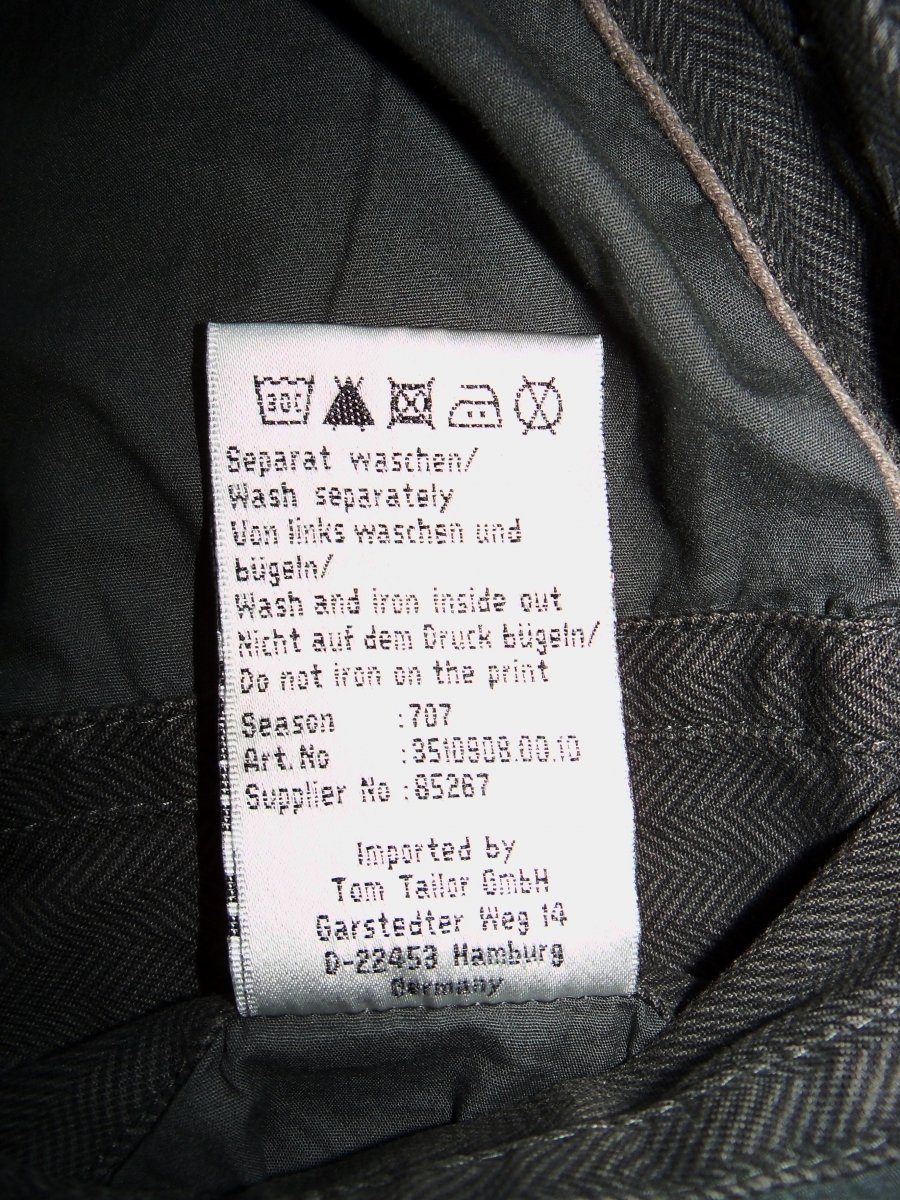 30°
Separat waschen/
Wash separately
Von links waschen und
bügeln/
Wash and iron inside out
Nicht auf dem Druck bügeln/
Do not iron on the print
Season :707
Art.No :3510908.00.10
Supplier No :85267
Imported by
Tom Tailor GmbH
Garstedter Weg 14
D-22453 Hamburg
Germany